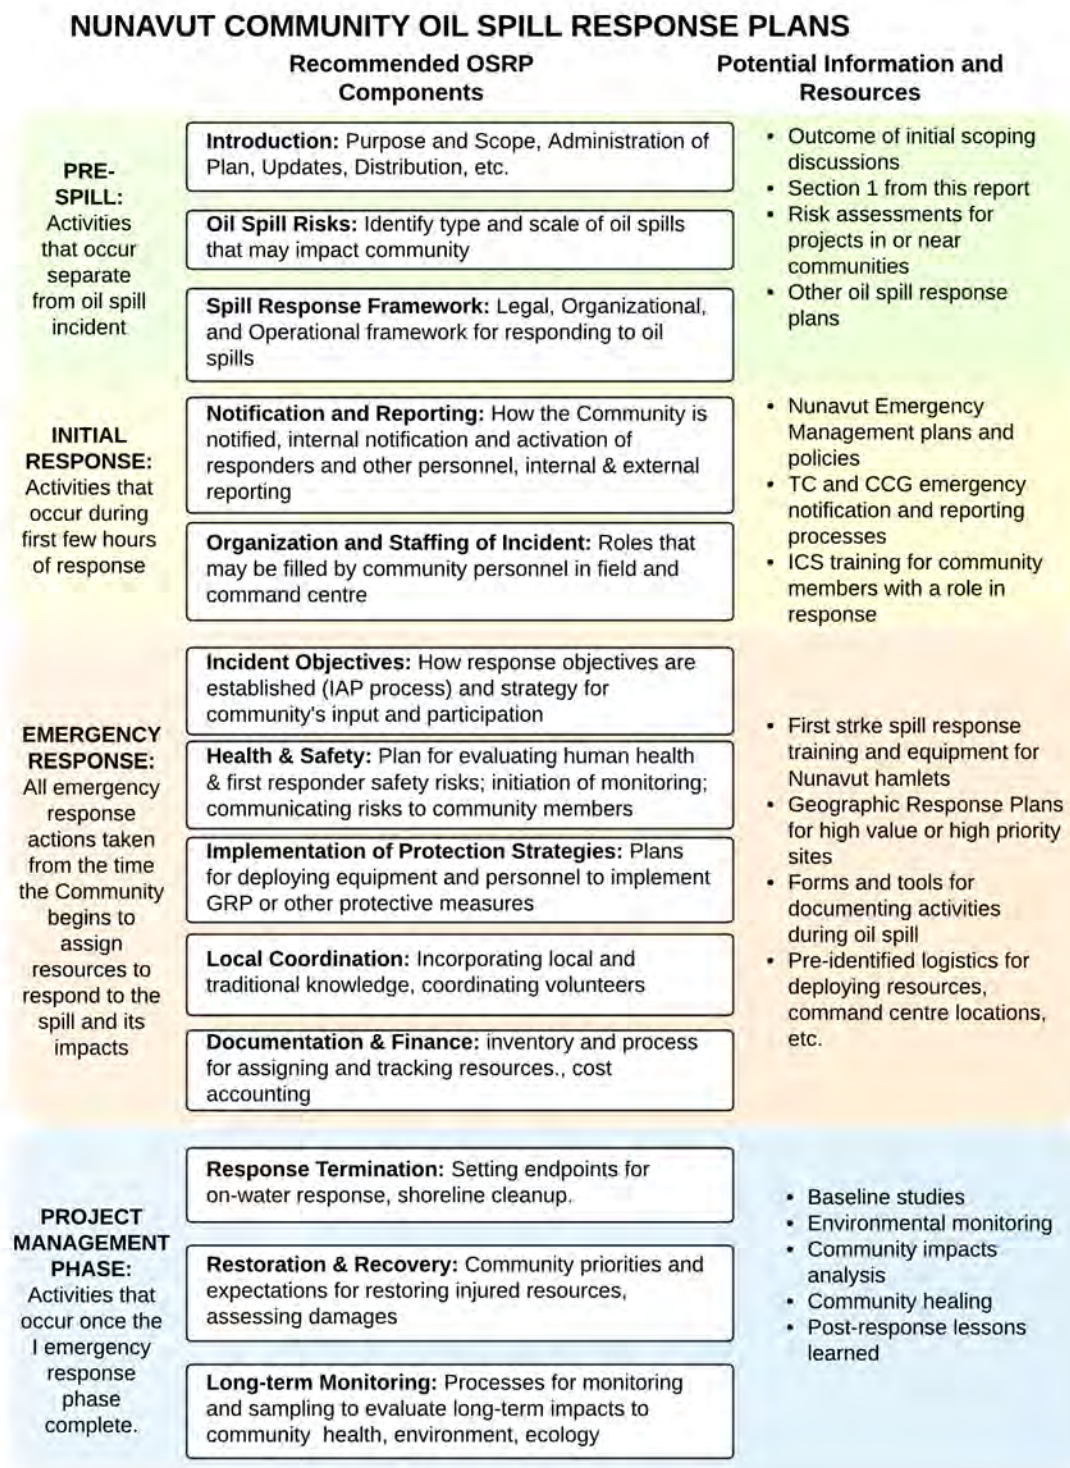 NUNAVUT COMMUNITY OIL SPILL RESPONSE PLANS
Recommended OSRP
Components
Potential Information and
Resources
PRE-
SPILL:
Activities
that occur
separate
from oil spill
incident
Introduction: Purpose and Scope, Administration of
Plan, Updates, Distribution, etc.
Oil Spill Risks: Identify type and scale of oil spills
that may impact community
Spill Response Framework: Legal, Organizational,
and Operational framework for responding to oil
spills
• Outcome of initial scoping
discussions
• Section 1 from this report
• Risk assessments for
projects in or near
communities
• Other oil spill response
plans
INITIAL
RESPONSE:
Activities that
occur during
first few hours
of response
Notification and Reporting: How the Community is
notified, internal notification and activation of
responders and other personnel, internal & external
reporting
Organization and Staffing of Incident: Roles that
may be filled by community personnel in field and
command centre
• Nunavut Emergency
Management plans and
policies
• TC and CCG emergency
notification and reporting
processes
• ICS training for community
members with a role in
response
EMERGENCY
RESPONSE:
All emergency
response
actions taken
from the time
the Community
begins to
assign
resources to
respond to the
spill and its
impacts
Incident Objectives: How response objectives are
established (IAP process) and strategy for
community's input and participation
Health & Safety: Plan for evaluating human health
& first responder safety risks; initiation of monitoring;
communicating risks to community members
Implementation of Protection Strategies: Plans
for deploying equipment and personnel to implement
GRP or other protective measures
Local Coordination: Incorporating local and
traditional knowledge, coordinating volunteers
Documentation & Finance: inventory and process
for assigning and tracking resources., cost
accounting
• First strke spill response
training and equipment for
Nunavut hamlets
• Geographic Response Plans
for high value or high priority
sites
• Forms and tools for
documenting activities
during oil spill
• Pre-identified logistics for
deploying resources,
command centre locations,
etc.
PROJECT
MANAGEMENT
PHASE:
Activities that
occur once the
I emergency
response
phase
complete.
Response Termination: Setting endpoints for
on-water response, shoreline cleanup.
Restoration & Recovery: Community priorities and
expectations for restoring injured resources,
assessing damages
Long-term Monitoring: Processes for monitoring
and sampling to evaluate long-term impacts to
community health, environment, ecology
• Baseline studies
• Environmental monitoring
• Community impacts
analysis
• Community healing
• Post-response lessons
learned